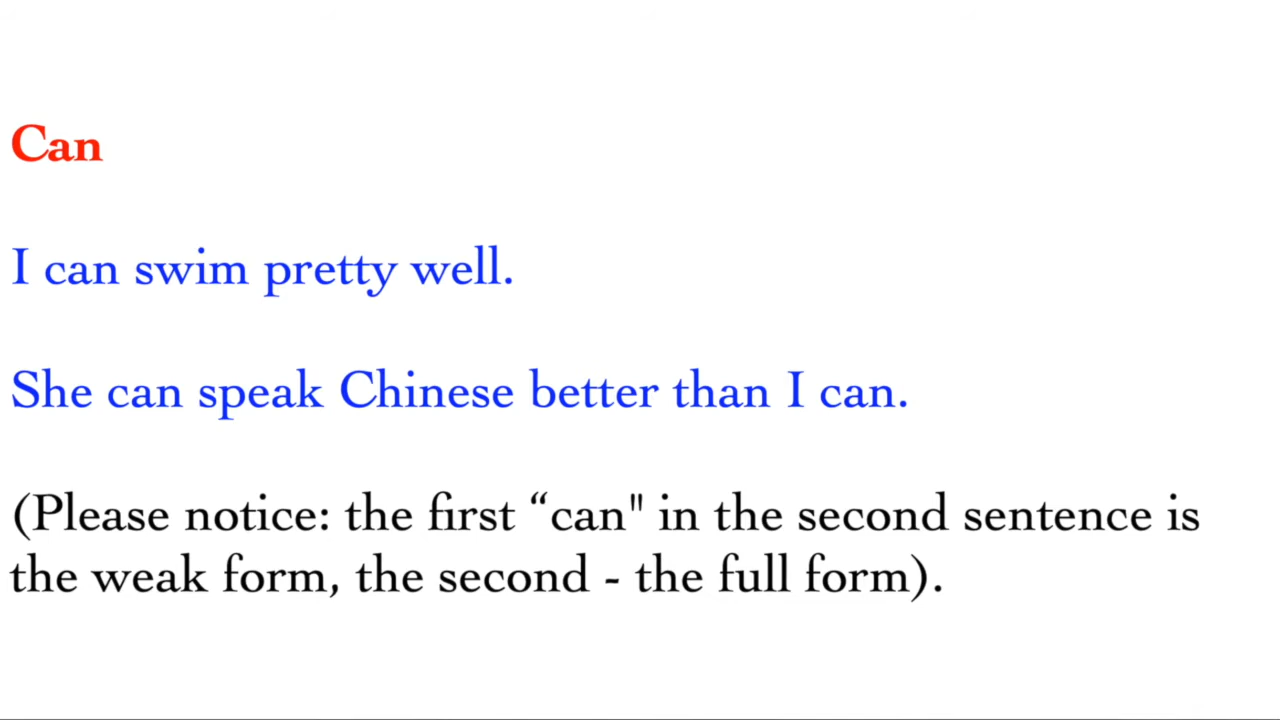 Can
I can swim pretty well.
She can speak Chinese better than I can.
(Please notice: the first “can" in the second sentence is
the weak form, the second - the full form).